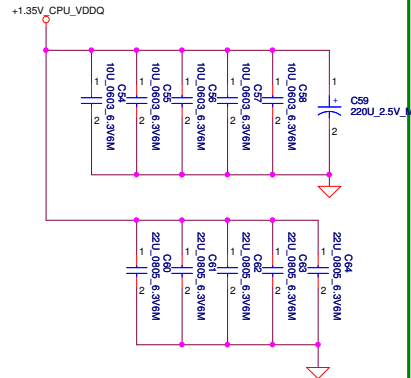 +1.35V_CPU_VDDQ
1
2
C54
10U_0603_6.3V6M
1
2
C55
10U_0603_6.3V6M
1
2
C56
10U_0603_6.3V6M
1
2
C57
10U_0603_6.3V6M
1
2
C58
10U_0603_6.3V6M
1
+
2
C59
220U_2.5V_M
1
2
C60
22U_0805_6.3V6M
1
2
C61
22U_0805_6.3V6M
1
2
C62
22U_0805_6.3V6M
1
2
C63
22U_0805_6.3V6M
1
2
C64
22U_0805_6.3V6M